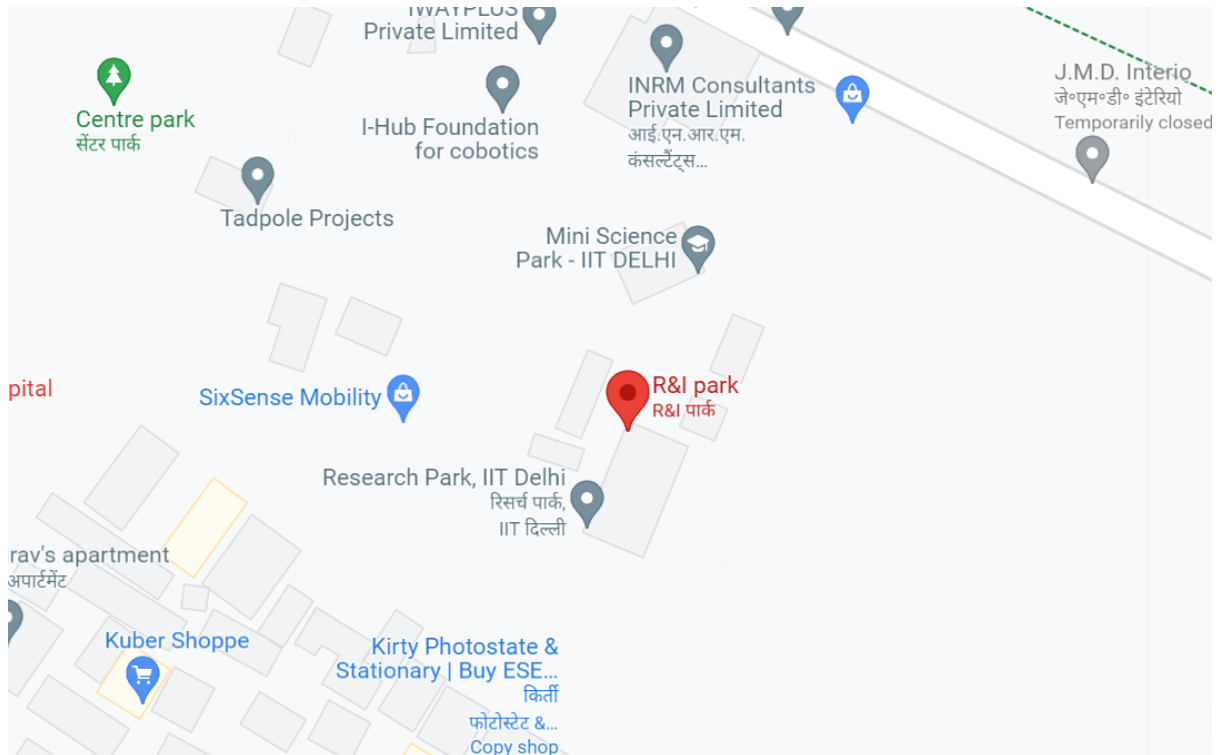 IWAYPLUS
Private Limited
INRM Consultants
Private Limited
आई.एन.आर.एम.
कंसल्टैंट्स...
J.M.D. Interio
जे॰एम॰डी॰ इंटेरियो
Temporarily closed
Centre park
सेंटर पार्क
I-Hub Foundation
for cobotics
Tadpole Projects
Mini Science
Park - IIT DELHI
pital
SixSense Mobility
R&I park
R&I पार्क
Research Park, IIT Delhi
रिसर्च पार्क,
IIT दिल्ली
rav's apartment
अपार्टमेंट
Kuber Shoppe
Kirty Photostate &
Stationary | Buy ESE...
किर्ती
फोटोस्टेट &...
Copy shop